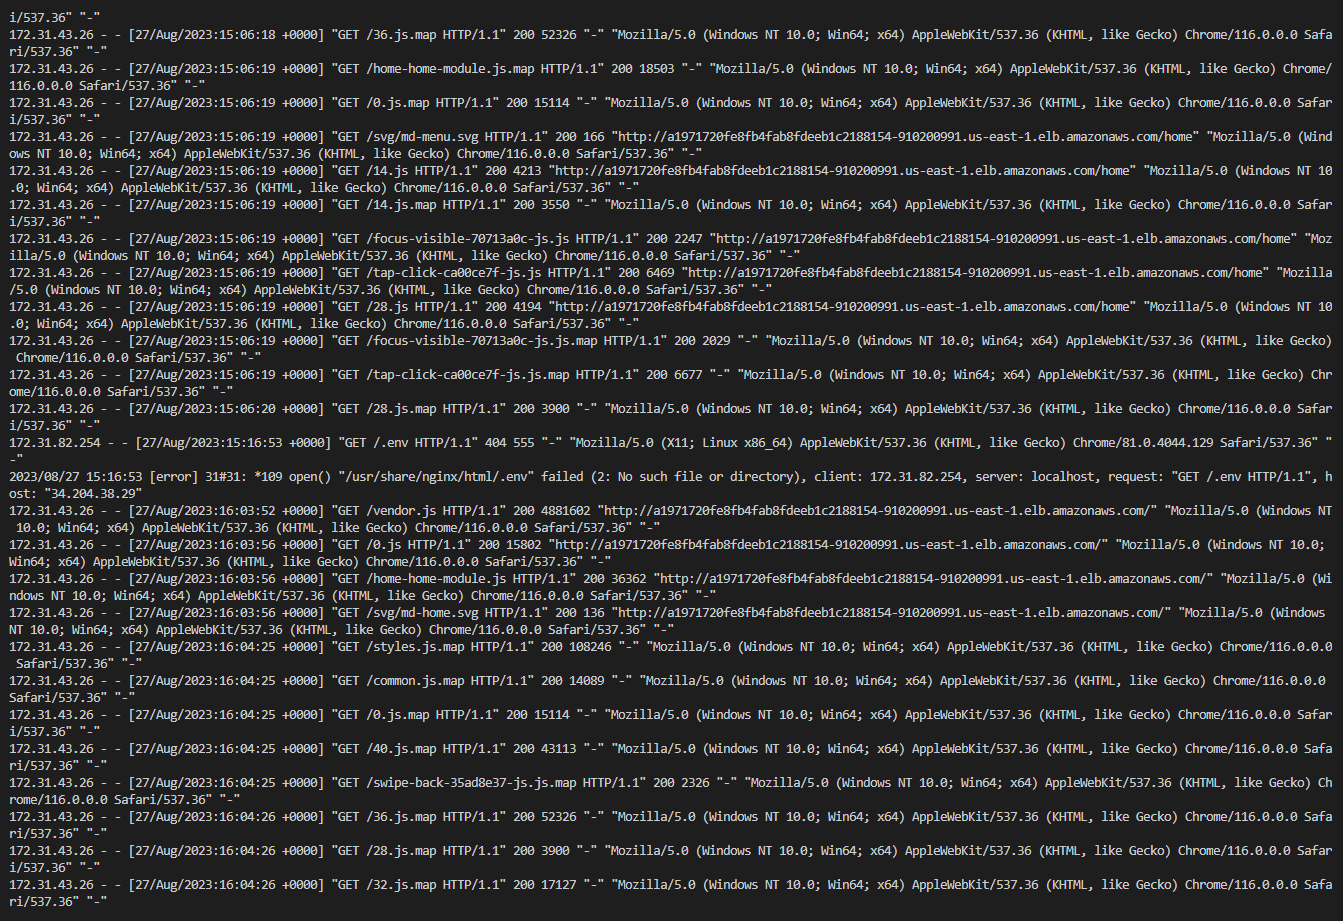 i/537.36" "-"
172.31.43.26 - - [27/Aug/2023:15:06:18 +0000] "GET /36.js.map HTTP/1.1" 200 52326 "-" "Mozilla/5.0 (Windows NT 10.0; Win64; x64) AppleWebKit/537.36 (KHTML, like Gecko) Chrome/116.0.0.0 Safa
ri/537.36" "-"
172.31.43.26 - - [27/Aug/2023:15:06:19 +0000] "GET /home-home-module.js.map HTTP/1.1" 200 18503 "-" "Mozilla/5.0 (Windows NT 10.0; Win64; x64) AppleWebKit/537.36 (KHTML, like Gecko) Chrome/
116.0.0.0 Safari/537.36" "-"
172.31.43.26 - - [27/Aug/2023:15:06:19 +0000] "GET /0.js.map HTTP/1.1" 200 15114 "-" "Mozilla/5.0 (Windows NT 10.0; Win64; x64) AppleWebKit/537.36 (KHTML, like Gecko) Chrome/116.0.0.0 Safar
i/537.36" "-"
172.31.43.26 - - [27/Aug/2023:15:06:19 +0000] "GET /svg/md-menu.svg HTTP/1.1" 200 166 "http://a1971720fe8fb4fab8fdeeb1c2188154-910200991.us-east-1.elb.amazonaws.com/home" "Mozilla/5.0 (Wind
ows NT 10.0; Win64; x64) AppleWebKit/537.36 (KHTML, like Gecko) Chrome/116.0.0.0 Safari/537.36" "-"
172.31.43.26 - - [27/Aug/2023:15:06:19 +0000] "GET /14.js HTTP/1.1" 200 4213 "http://a1971720fe8fb4fab8fdeeb1c2188154-910200991.us-east-1.elb.amazonaws.com/home" "Mozilla/5.0 (Windows NT 10
.0; Win64; x64) AppleWebKit/537.36 (KHTML, like Gecko) Chrome/116.0.0.0 Safari/537.36" "-"
172.31.43.26 - - [27/Aug/2023:15:06:19 +0000] "GET /14.js.map HTTP/1.1" 200 3550 "-" "Mozilla/5.0 (Windows NT 10.0; Win64; x64) AppleWebKit/537.36 (KHTML, like Gecko) Chrome/116.0.0.0 Safar
i/537.36" "-"
172.31.43.26 - - [27/Aug/2023:15:06:19 +0000] "GET /focus-visible-70713a0c-js.js HTTP/1.1" 200 2247 "http://a1971720fe8fb4fab8fdeeb1c2188154-910200991.us-east-1.elb.amazonaws.com/home" "Moz
illa/5.0 (Windows NT 10.0; Win64; x64) AppleWebKit/537.36 (KHTML, like Gecko) Chrome/116.0.0.0 Safari/537.36" "-"
172.31.43.26 - - [27/Aug/2023:15:06:19 +0000] "GET /tap-click-ca00ce7f-js.js HTTP/1.1" 200 6469 "http://a1971720fe8fb4fab8fdeeb1c2188154-910200991.us-east-1.elb.amazonaws.com/home" "Mozilla
/5.0 (Windows NT 10.0; Win64; x64) AppleWebKit/537.36 (KHTML, like Gecko) Chrome/116.0.0.0 Safari/537.36" "-"
172.31.43.26 - - [27/Aug/2023:15:06:19 +0000] "GET /28.js HTTP/1.1" 200 4194 "http://a1971720fe8fb4fab8fdeeb1c2188154-910200991.us-east-1.elb.amazonaws.com/home" "Mozilla/5.0 (Windows NT 10
.0; Win64; x64) AppleWebKit/537.36 (KHTML, like Gecko) Chrome/116.0.0.0 Safari/537.36" "-"
172.31.43.26 - - [27/Aug/2023:15:06:19 +0000] "GET /focus-visible-70713a0c-js.js.map HTTP/1.1" 200 2029 "-" "Mozilla/5.0 (Windows NT 10.0; Win64; x64) AppleWebKit/537.36 (KHTML, like Gecko)
 Chrome/116.0.0.0 Safari/537.36" "-"
172.31.43.26 - - [27/Aug/2023:15:06:19 +0000] "GET /tap-click-ca00ce7f-js.js.map HTTP/1.1" 200 6677 "-" "Mozilla/5.0 (Windows NT 10.0; Win64; x64) AppleWebKit/537.36 (KHTML, like Gecko) Chr
ome/116.0.0.0 Safari/537.36" "-"
172.31.43.26 - - [27/Aug/2023:15:06:20 +0000] "GET /28.js.map HTTP/1.1" 200 3900 "-" "Mozilla/5.0 (Windows NT 10.0; Win64; x64) AppleWebKit/537.36 (KHTML, like Gecko) Chrome/116.0.0.0 Safar
i/537.36" "-"
172.31.82.254 - - [27/Aug/2023:15:16:53 +0000] "GET /.env HTTP/1.1" 404 555 "-" "Mozilla/5.0 (X11; Linux x86_64) AppleWebKit/537.36 (KHTML, like Gecko) Chrome/81.0.4044.129 Safari/537.36" "
-"
2023/08/27 15:16:53 [error] 31#31: *109 open() "/usr/share/nginx/html/.env" failed (2: No such file or directory), client: 172.31.82.254, server: localhost, request: "GET /.env HTTP/1.1", h
ost: "34.204.38.29"
172.31.43.26 - - [27/Aug/2023:16:03:52 +0000] "GET /vendor.js HTTP/1.1" 200 4881602 "http://a1971720fe8fb4fab8fdeeb1c2188154-910200991.us-east-1.elb.amazonaws.com/" "Mozilla/5.0 (Windows NT
 10.0; Win64; x64) AppleWebKit/537.36 (KHTML, like Gecko) Chrome/116.0.0.0 Safari/537.36" "-"
172.31.43.26 - - [27/Aug/2023:16:03:56 +0000] "GET /0.js HTTP/1.1" 200 15802 "http://a1971720fe8fb4fab8fdeeb1c2188154-910200991.us-east-1.elb.amazonaws.com/" "Mozilla/5.0 (Windows NT 10.0;
Win64; x64) AppleWebKit/537.36 (KHTML, like Gecko) Chrome/116.0.0.0 Safari/537.36" "-"
172.31.43.26 - - [27/Aug/2023:16:03:56 +0000] "GET /home-home-module.js HTTP/1.1" 200 36362 "http://a1971720fe8fb4fab8fdeeb1c2188154-910200991.us-east-1.elb.amazonaws.com/" "Mozilla/5.0 (Wi
ndows NT 10.0; Win64; x64) AppleWebKit/537.36 (KHTML, like Gecko) Chrome/116.0.0.0 Safari/537.36" "-"
172.31.43.26 - - [27/Aug/2023:16:03:56 +0000] "GET /svg/md-home.svg HTTP/1.1" 200 136 "http://a1971720fe8fb4fab8fdeeb1c2188154-910200991.us-east-1.elb.amazonaws.com/" "Mozilla/5.0 (Windows
NT 10.0; Win64; x64) AppleWebKit/537.36 (KHTML, like Gecko) Chrome/116.0.0.0 Safari/537.36" "-"
172.31.43.26 - - [27/Aug/2023:16:04:25 +0000] "GET /styles.js.map HTTP/1.1" 200 108246 "-" "Mozilla/5.0 (Windows NT 10.0; Win64; x64) AppleWebKit/537.36 (KHTML, like Gecko) Chrome/116.0.0.0
 Safari/537.36" "-"
172.31.43.26 - - [27/Aug/2023:16:04:25 +0000] "GET /common.js.map HTTP/1.1" 200 14089 "-" "Mozilla/5.0 (Windows NT 10.0; Win64; x64) AppleWebKit/537.36 (KHTML, like Gecko) Chrome/116.0.0.0
Safari/537.36" "-"
172.31.43.26 - - [27/Aug/2023:16:04:25 +0000] "GET /0.js.map HTTP/1.1" 200 15114 "-" "Mozilla/5.0 (Windows NT 10.0; Win64; x64) AppleWebKit/537.36 (KHTML, like Gecko) Chrome/116.0.0.0 Safar
i/537.36" "-"
172.31.43.26 - - [27/Aug/2023:16:04:25 +0000] "GET /40.js.map HTTP/1.1" 200 43113 "-" "Mozilla/5.0 (Windows NT 10.0; Win64; x64) AppleWebKit/537.36 (KHTML, like Gecko) Chrome/116.0.0.0 Safa
ri/537.36" "-"
172.31.43.26 - - [27/Aug/2023:16:04:25 +0000] "GET /swipe-back-35ad8e37-js.js.map HTTP/1.1" 200 2326 "-" "Mozilla/5.0 (Windows NT 10.0; Win64; x64) AppleWebKit/537.36 (KHTML, like Gecko) Ch
rome/116.0.0.0 Safari/537.36" "-"
172.31.43.26 - - [27/Aug/2023:16:04:26 +0000] "GET /36.js.map HTTP/1.1" 200 52326 "-" "Mozilla/5.0 (Windows NT 10.0; Win64; x64) AppleWebKit/537.36 (KHTML, like Gecko) Chrome/116.0.0.0 Safa
ri/537.36" "-"
172.31.43.26 - - [27/Aug/2023:16:04:26 +0000] "GET /28.js.map HTTP/1.1" 200 3900 "-" "Mozilla/5.0 (Windows NT 10.0; Win64; x64) AppleWebKit/537.36 (KHTML, like Gecko) Chrome/116.0.0.0 Safar
i/537.36" "-"
172.31.43.26 - - [27/Aug/2023:16:04:26 +0000] "GET /32.js.map HTTP/1.1" 200 17127 "-" "Mozilla/5.0 (Windows NT 10.0; Win64; x64) AppleWebKit/537.36 (KHTML, like Gecko) Chrome/116.0.0.0 Safa
ri/537.36" "-"